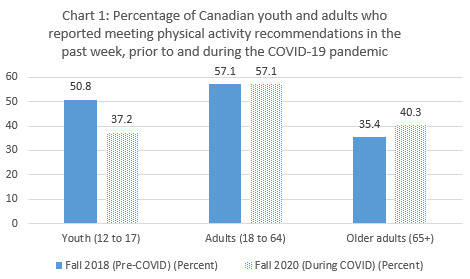 Chart 1: Percentage of Canadian youth and adults who
reported meeting physical activity recommendations in the
past week, prior to and during the COVID-19 pandemic
60
50
40
30
20
10
0
50.8
37.2
57.1
57.1
35.4
40.3
Youth (12 to 17)
Adults (18 to 64)
Older adults (65+)
Fall 2018 (Pre-COVID) (Percent)
Fall 2020 (During COVID) (Percent)